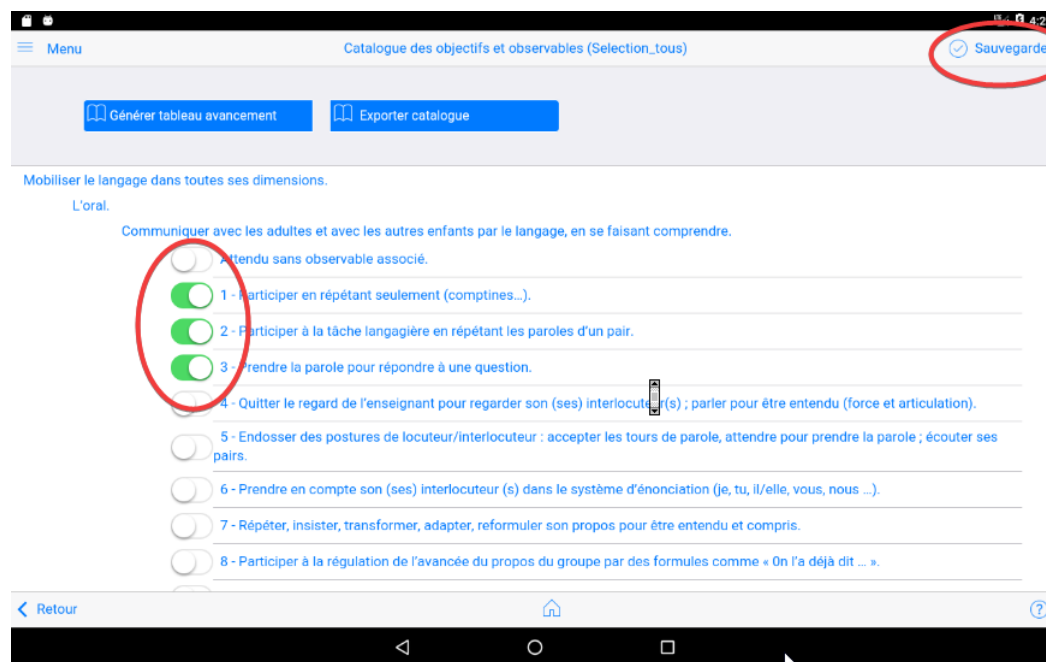 4:2
Menu
Catalogue des objectifs et observables (Selection_tous)
Sauvegarde
Générer tableau avancement
Exporter catalogue
Mobiliser le langage dans toutes ses dimensions.
L'oral.
Communiquer avec les adultes et avec les autres enfants par le langage, en se faisant comprendre.
Attendu sans observable associé.
1 - Participer en répétant seulement (comptines…).
2 - Participer à la tâche langagière en répétant les paroles d'un pair.
3 - Prendre la parole pour répondre à une question.
4 - Quitter le regard de l'enseignant pour regarder son (ses) interlocuteur(s) ; parler pour être entendu (force et articulation).
5 - Endosser des postures de locuteur/interlocuteur : accepter les tours de parole, attendre pour prendre la parole ; écouter ses
pairs.
6 - Prendre en compte son (ses) interlocuteur (s) dans le système d'énonciation (je, tu, il/elle, vous, nous ...).
7 - Répéter, insister, transformer, adapter, reformuler son propos pour être entendu et compris.
8 - Participer à la régulation de l'avancée du propos du groupe par des formules comme « 0n l'a déjà dit ... ».
Retour
?